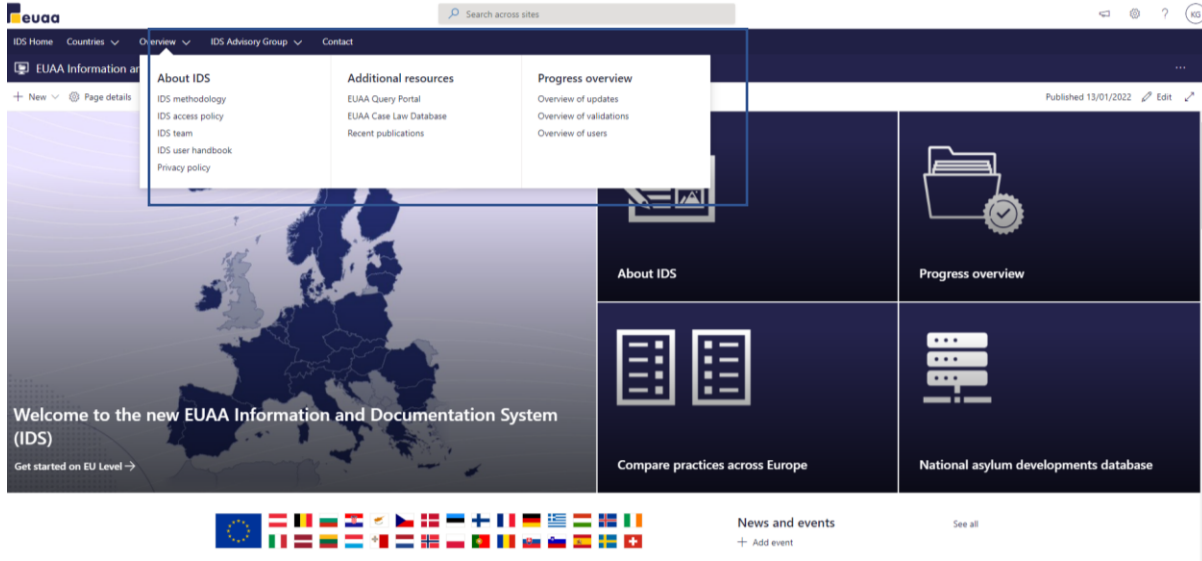 euaa
Search across sites
?
KG
IDS Home Countries Overview IDS Advisory Group Contact
EUAA Information an
...
+ New Page details
Published 13/01/2022 Edit
About IDS
IDS methodology
IDS access policy
IDS team
IDS user handbook
Privacy policy
Additional resources
EUAA Query Portal
EUAA Case Law Database
Recent publications
Progress overview
Overview of updates
Overview of validations
Overview of users
Welcome to the new EUAA Information and Documentation System
(IDS)
Get started on EU Level →
About IDS
Progress overview
Compare practices across Europe
National asylum developments database
News and events
See all
+ Add event